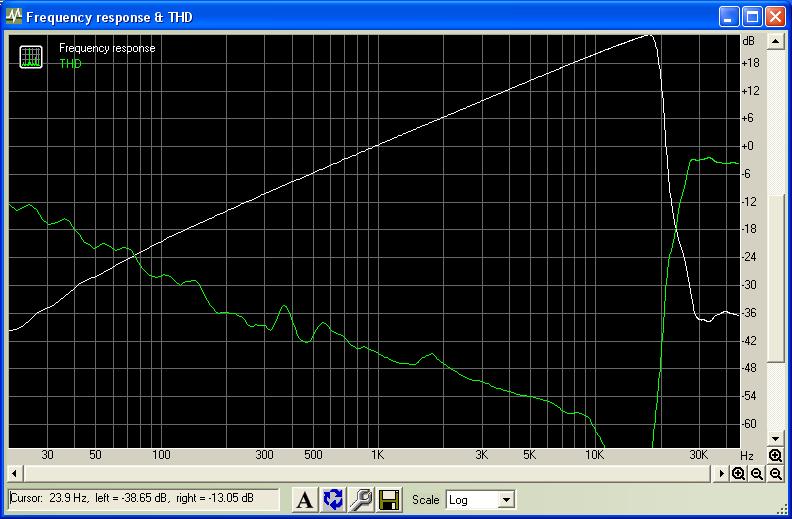 Frequency response & THD
Frequency response
THD
dB
+18
+12
+6
+0
-6
-12
-18
-24
-30
-36
-42
-48
-54
-60
30 50 100 300 500 1K 3K 5K 10K 30K Hz
Cursor: 23.9 Hz, left = -38.65 dB, right = -13.05 dB
A
Scale Log